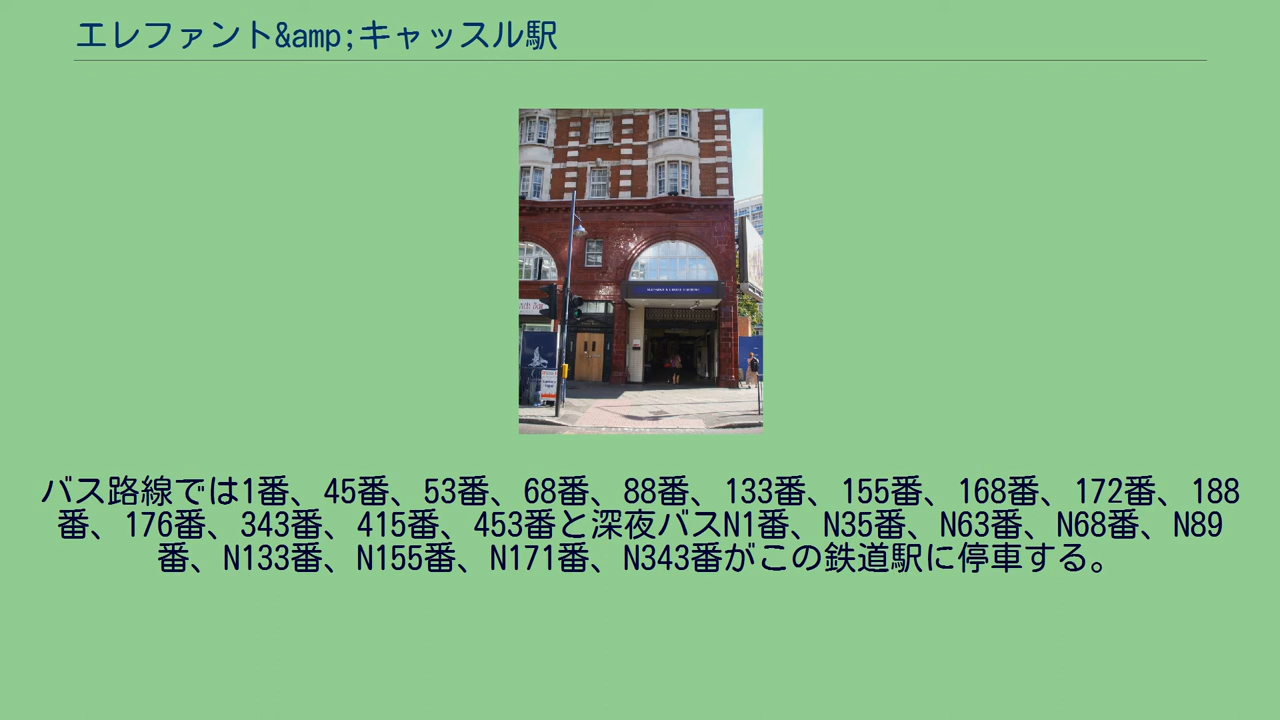 エレファント&amp;キャッスル駅
バス路線では1番、45番、53番、68番、88番、133番、155番、168番、172番、188
番、176番、343番、415番、453番と深夜バスN1番、N35番、N63番、N68番、N89
番、N133番、N155番、N171番、N343番がこの鉄道駅に停車する。